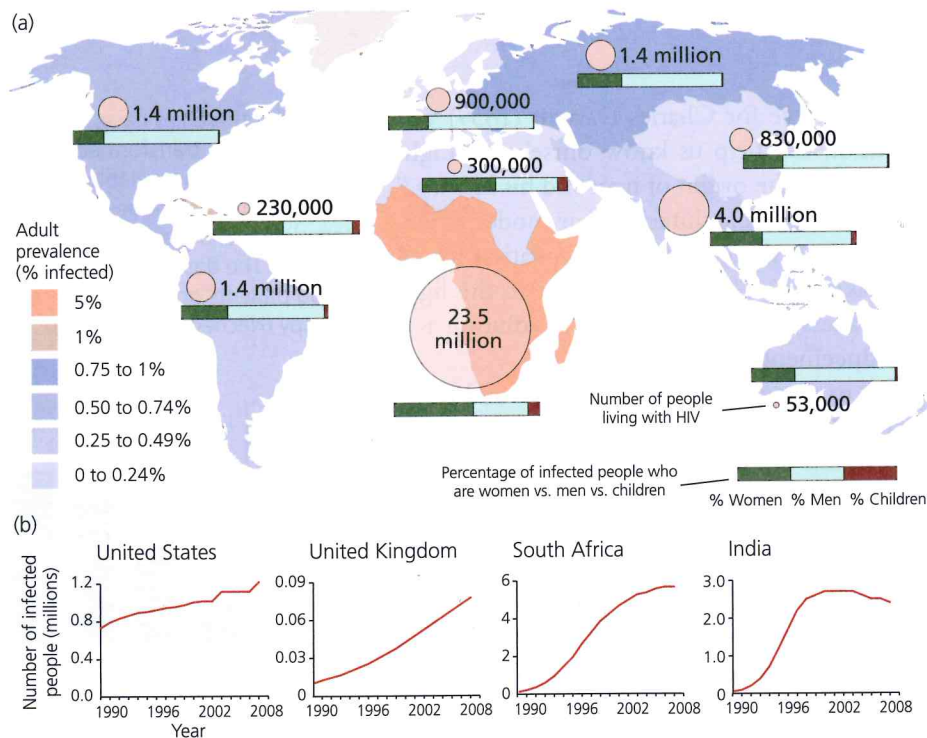 (a)
1.4 million
1.4 million
900,000
830,000
300,000
230,000
4.0 million
Adult
prevalence
(% infected)
5%
1%
0.75 to 1%
0.50 to 0.74%
0.25 to 0.49%
0 to 0.24%
1.4 million
23.5
million
Number of people
living with HIV
53,000
Percentage of infected people who
are women vs. men vs. children
% Women % Men % Children
(b)
United States
United Kingdom
South Africa
India
Number of infected
people (millions)
1.2
0.8
0.4
0.0
1990 1996 2002 2008
Year
0.09
0.06
0.03
0
1990 1996 2002 2008
6
4
2
0
1990 1996 2002 2008
3.0
2.0
1.0
0
1990 1996 2002 2008